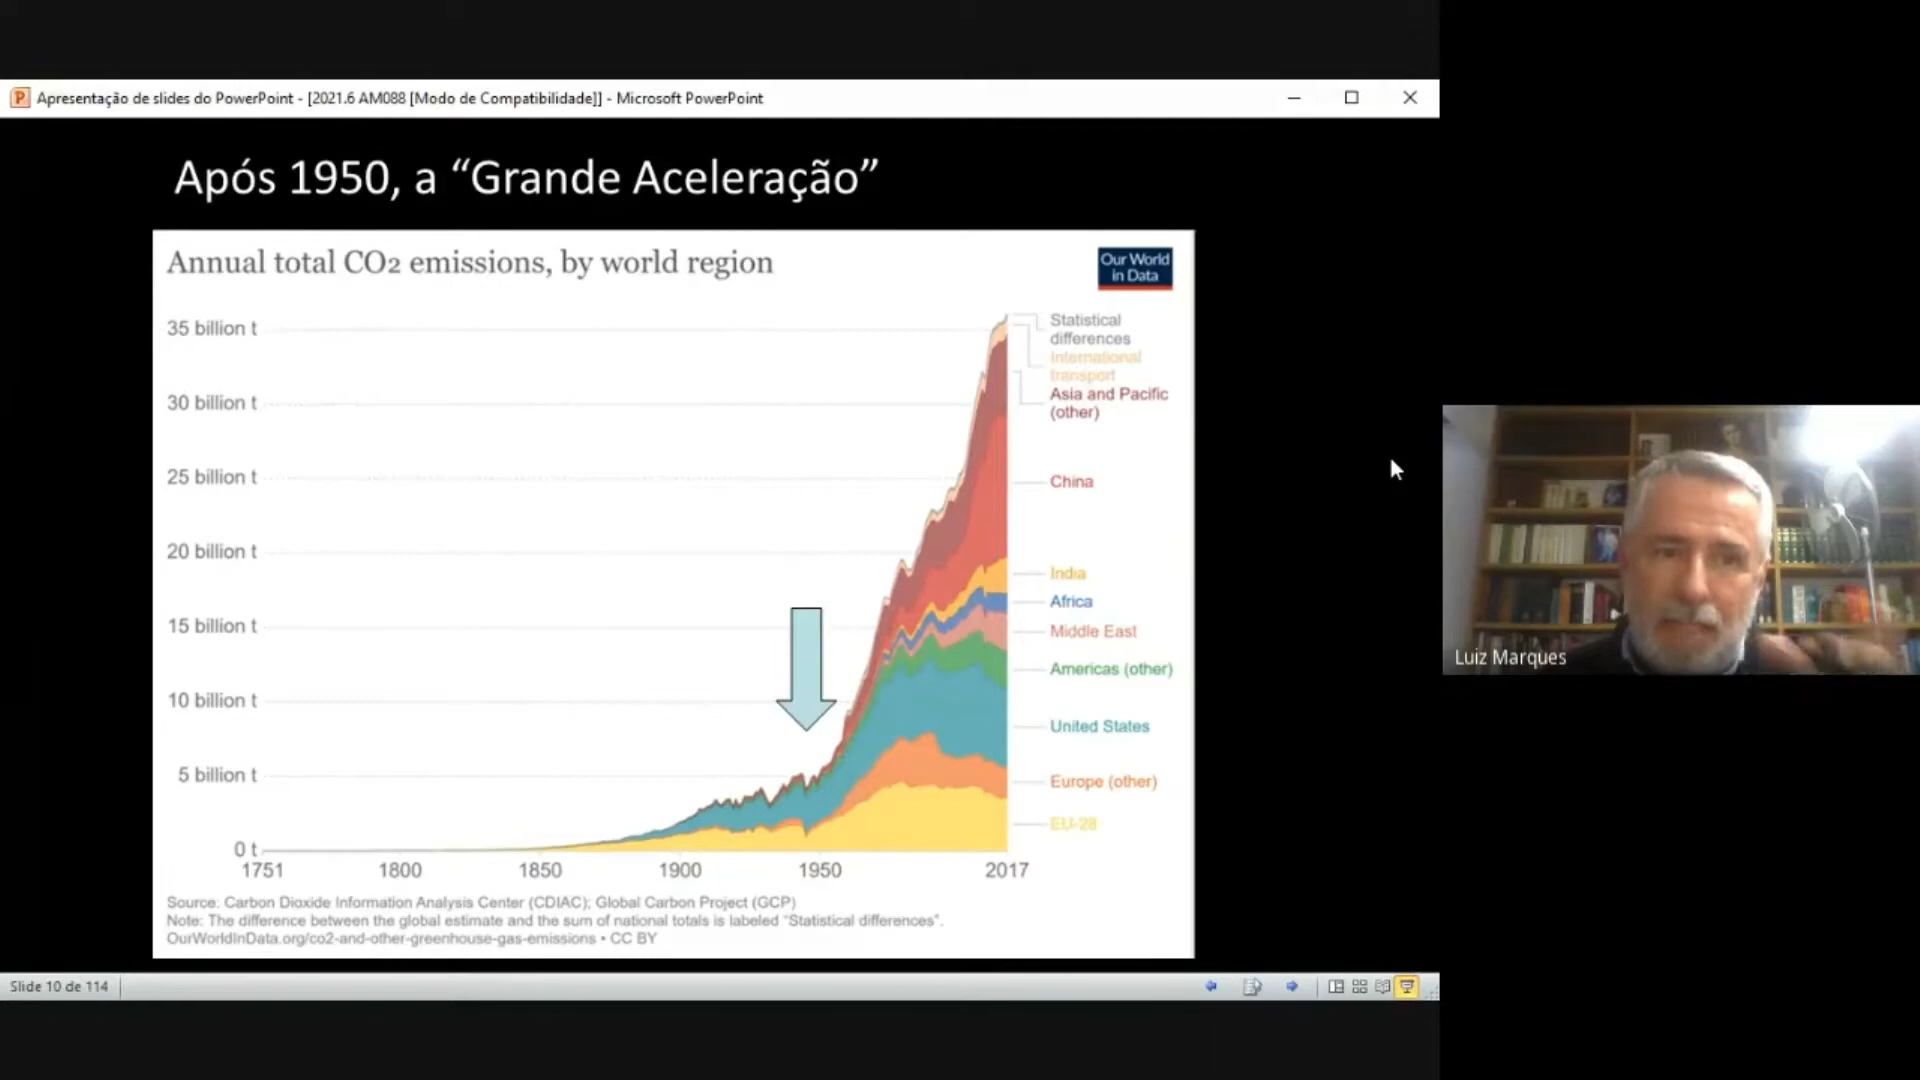 Apresentação de slides do PowerPoint - [2021.6 AM088 [Modo de Compatibilidade]] - Microsoft PowerPoint
Após 1950, a “Grande Aceleração”
Annual total CO2 emissions, by world region
Our World
in Data
35 billion t
30 billion t
25 billion t
20 billion t
15 billion t
10 billion t
5 billion t
0 t
1751
1800
1850
1900
1950
2017
Statistical
differences
International
transport
Asia and Pacific
(other)
China
India
Africa
Middle East
Americas (other)
United States
Europe (other)
EU-28
Source: Carbon Dioxide Information Analysis Center (CDIAC); Global Carbon Project (GCP)
Note: The difference between the global estimate and the sum of national totals is labeled "Statistical differences".
OurWorldInData.org/co2-and-other-greenhouse-gas-emissions • CC BY
Slide 10 de 114
Luiz Marques